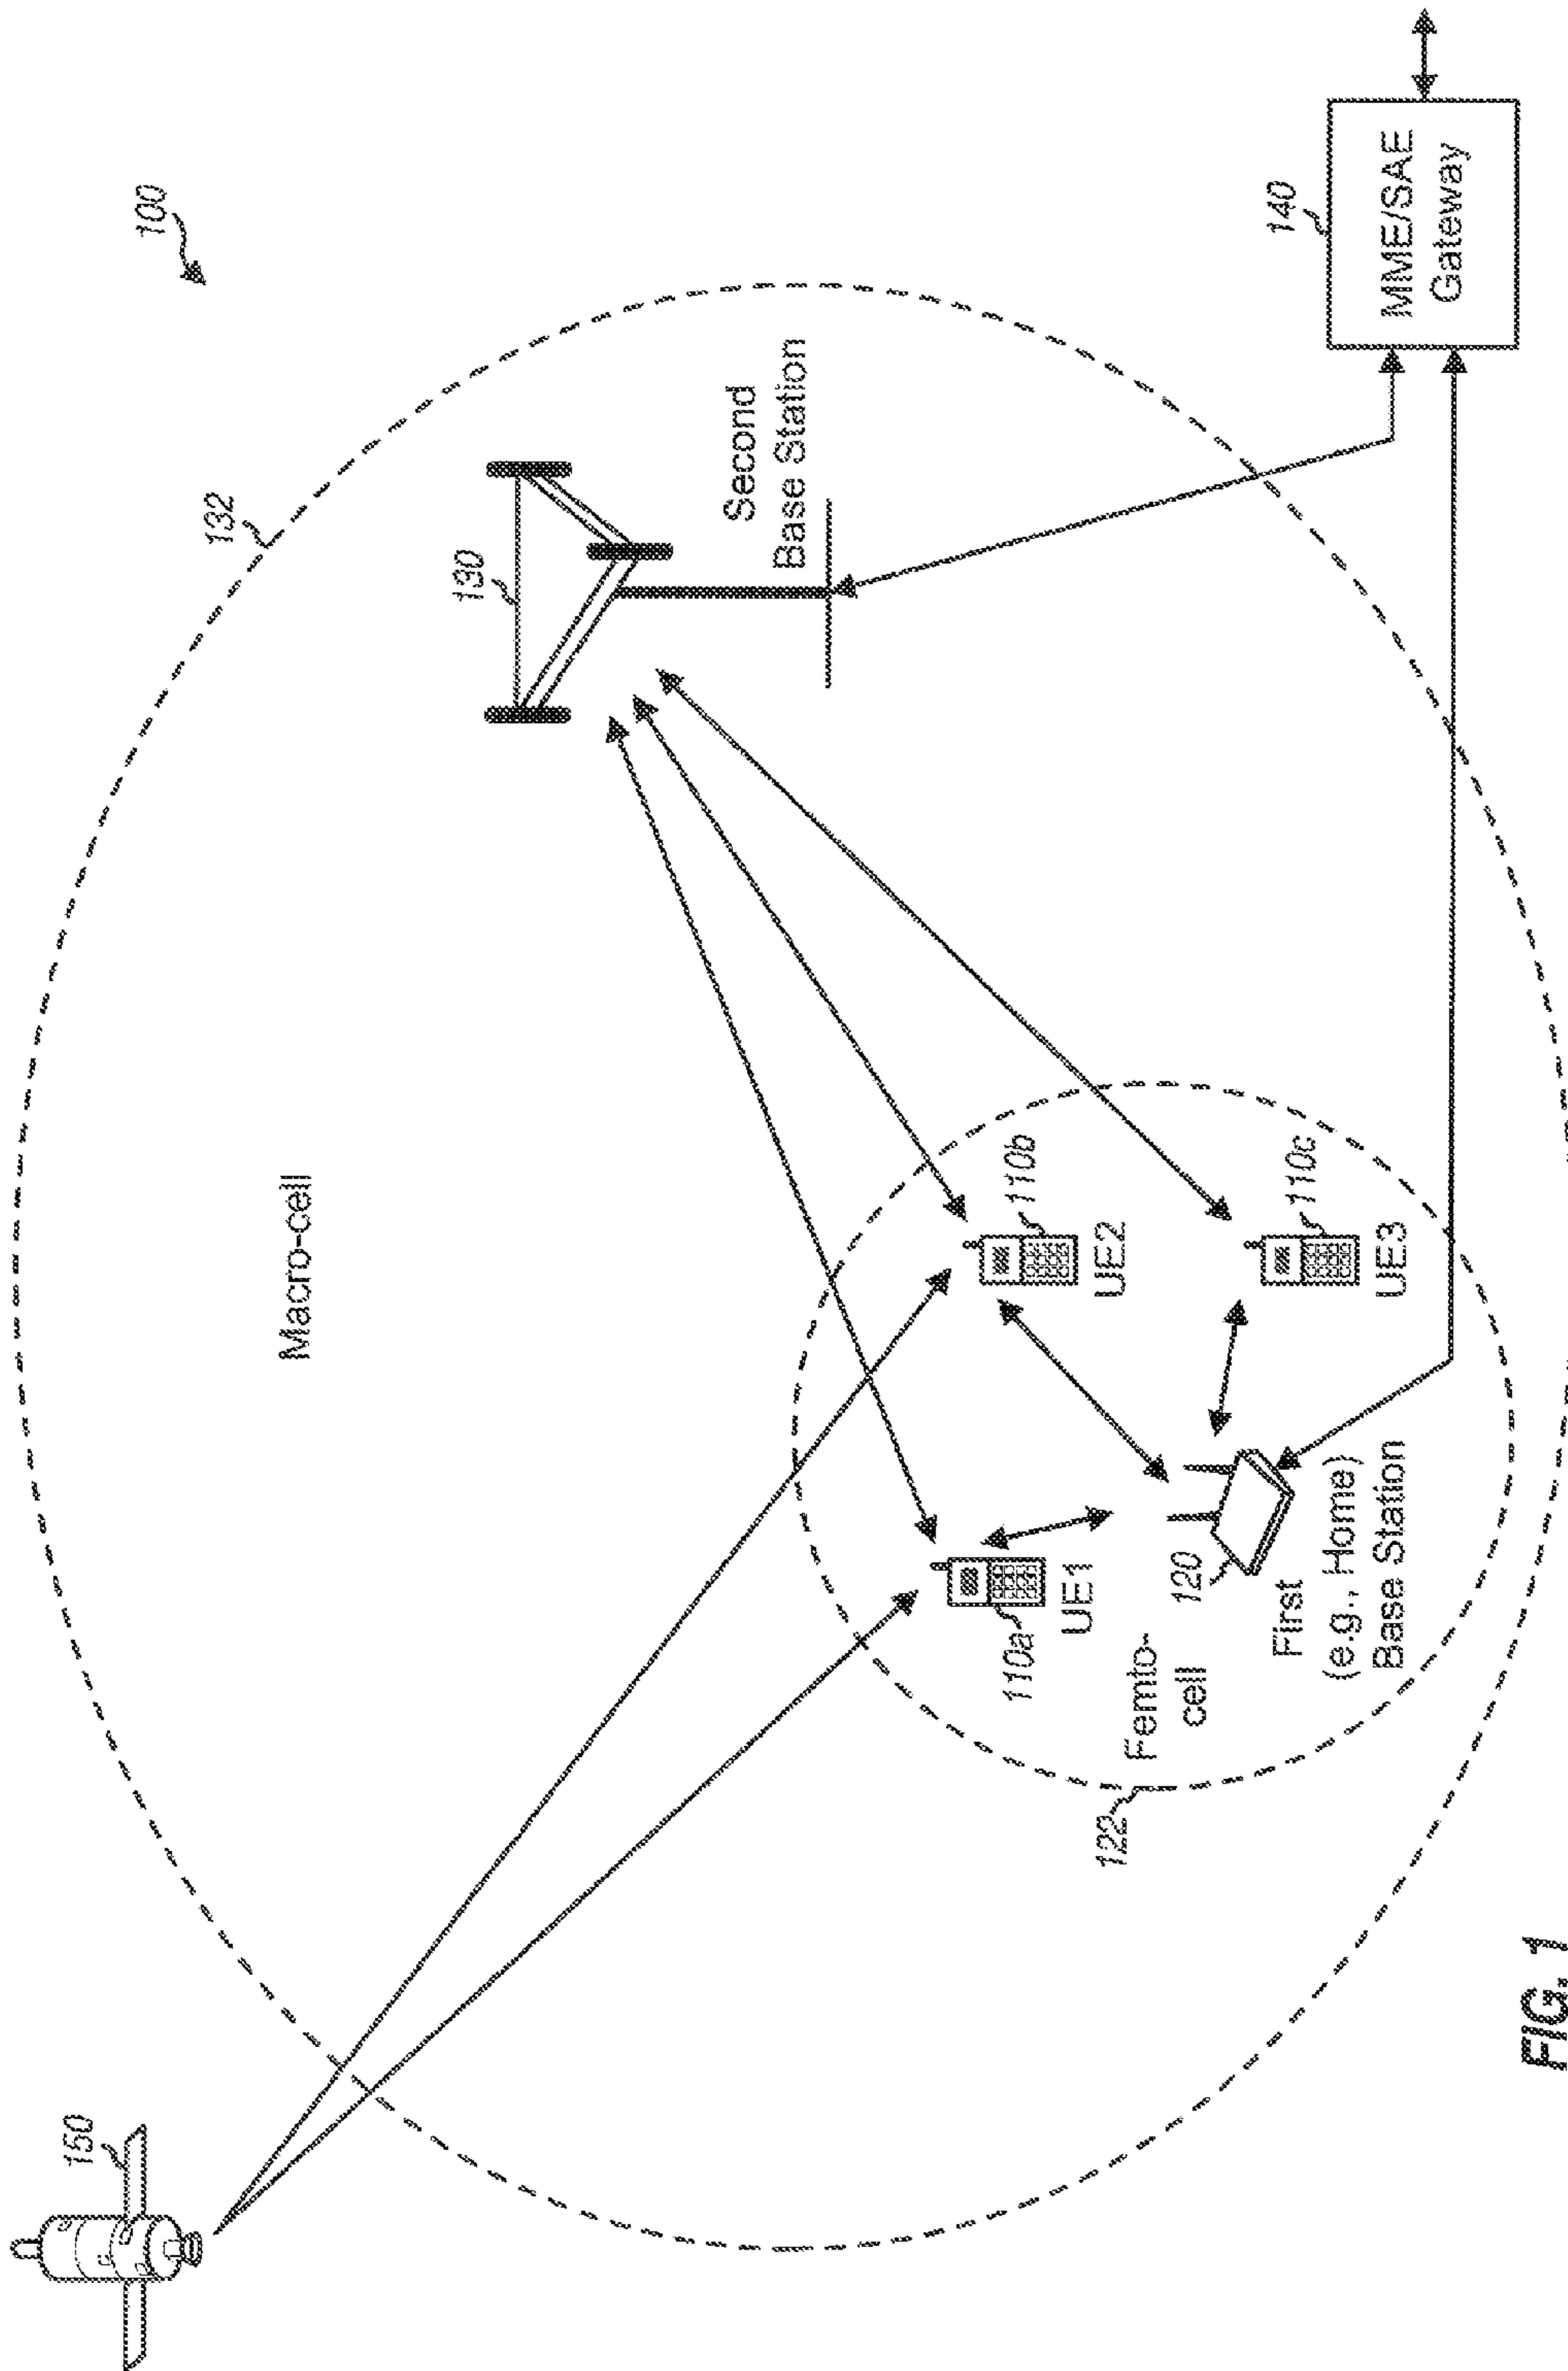 100
150
132
Macro-cell
130
Second
Base Station
110a
UE1
110b
UE2
Femto-
cell
122
120
First
(e.g., Home)
Base Station
110c
UE3
140
MME/SAE
Gateway
FIG. 1